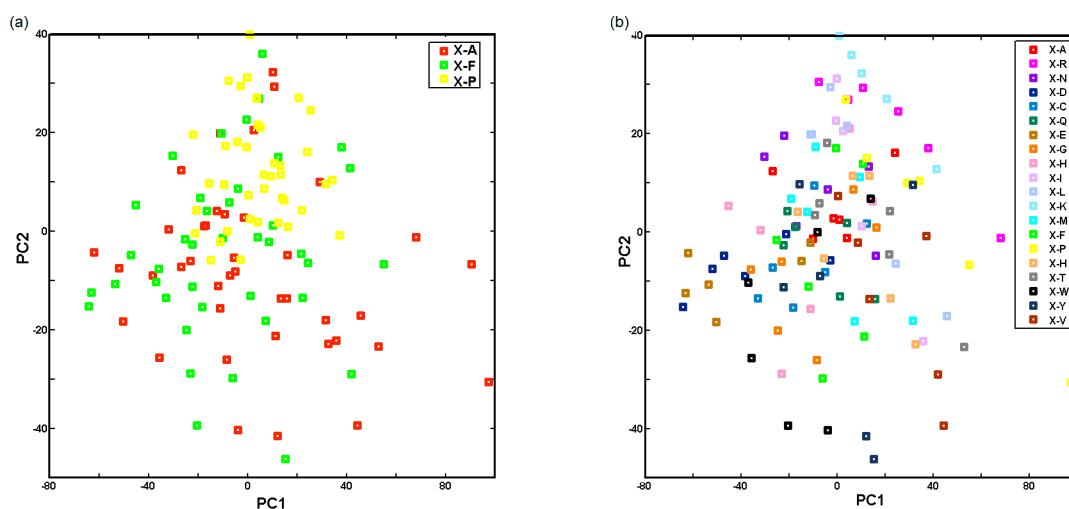 (a)
40
20
0
-20
-40
PC2
-80
-40
0
40
80
PC1
X-A
X-F
X-P
(b)
40
20
0
-20
-40
PC2
-80
-40
0
40
80
PC1
X-A
X-R
X-N
X-D
X-C
X-Q
X-E
X-G
X-H
X-I
X-L
X-K
X-M
X-F
X-P
X-H
X-T
X-W
X-Y
X-V